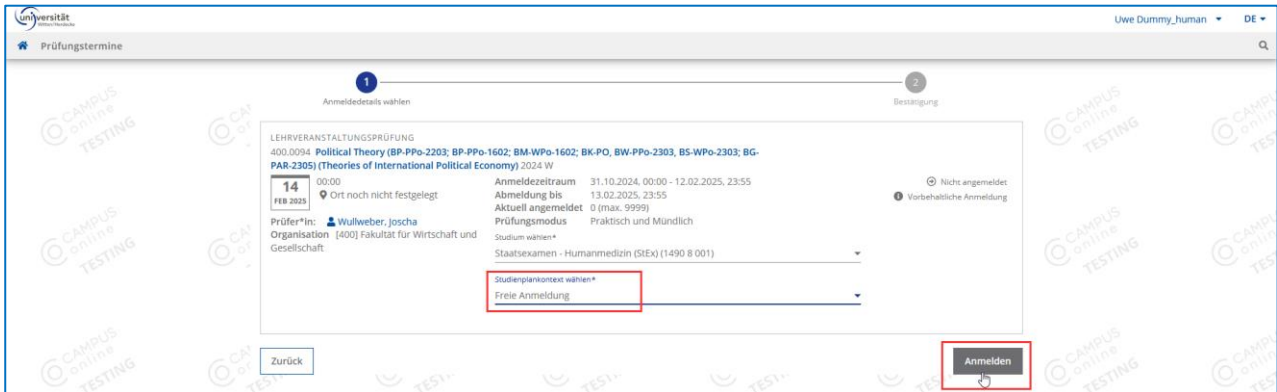 universität
Witten/Herdecke
Uwe Dummy_human
DE
Prüfungstermine
1
2
Anmeldedetails wählen
Bestätigung
LEHRVERANSTALTUNGSPRÜFUNG
400.0094 Political Theory (BP-PPo-2203; BP-PPo-1602; BM-WPo-1602; BK-PO, BW-PPo-2303, BS-WPo-2303; BG-
PAR-2305) (Theories of International Political Economy) 2024 W
14
FEB 2025
00:00
Ort noch nicht festgelegt
Prüfer*in: Wullweber, Joscha
Organisation [400] Fakultät für Wirtschaft und
Gesellschaft
Anmeldezeitraum 31.10.2024, 00:00 - 12.02.2025, 23:55
Abmeldung bis 13.02.2025, 23:55
Aktuell angemeldet 0 (max. 9999)
Prüfungsmodus Praktisch und Mündlich
Studium wählen*
Staatsexamen - Humanmedizin (StEx) (1490 8 001)
Studienplankontext wählen*
Freie Anmeldung
Nicht angemeldet
Vorbehaltliche Anmeldung
Zurück
Anmelden
CAMPUS
online
TESTING